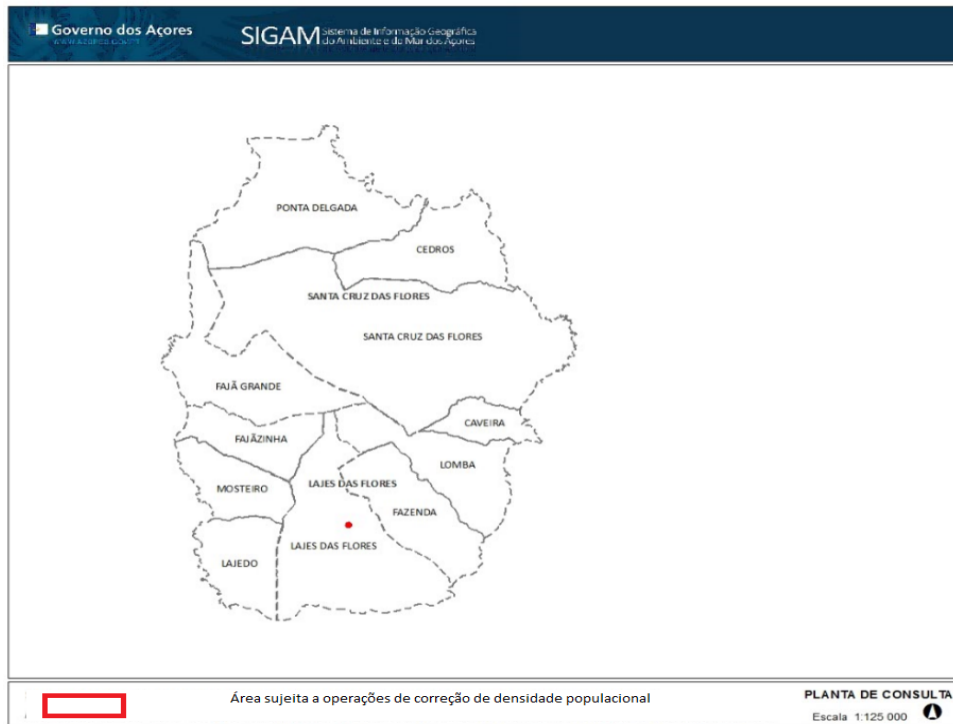 Governo dos Açores
SIGAM Sistema de Informação Geográfica
do Ambiente e do Mar dos Açores
PONTA DELGADA
CEDROS
SANTA CRUZ DAS FLORES
SANTA CRUZ DAS FLORES
FAJÃ GRANDE
CAVEIRA
FAJÃZINHA
LOMBA
MOSTEIRO
LAJES DAS FLORES
FAZENDA
LAJES DAS FLORES
LAJEDO
Área sujeita a operações de correção de densidade populacional
PLANTA DE CONSULTA
Escala 1:125 000